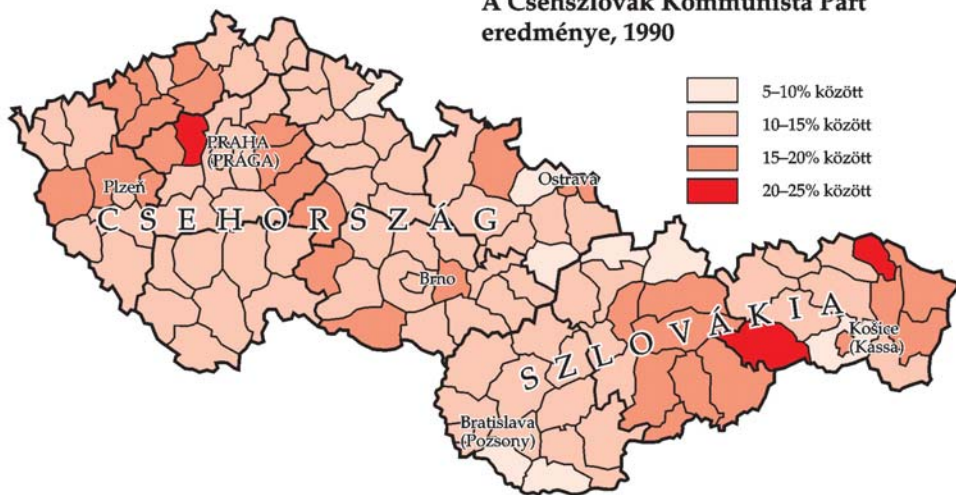 A Csehszlovák Kommunista Párt
eredménye, 1990
5–10% között
10–15% között
15–20% között
20–25% között
PRAHA
(PRÁGA)
Plzeň
Ostrava
CSEHORSZÁG
Brno
SZLOVÁKIA
Košice
(Kassa)
Bratislava
(Pozsony)